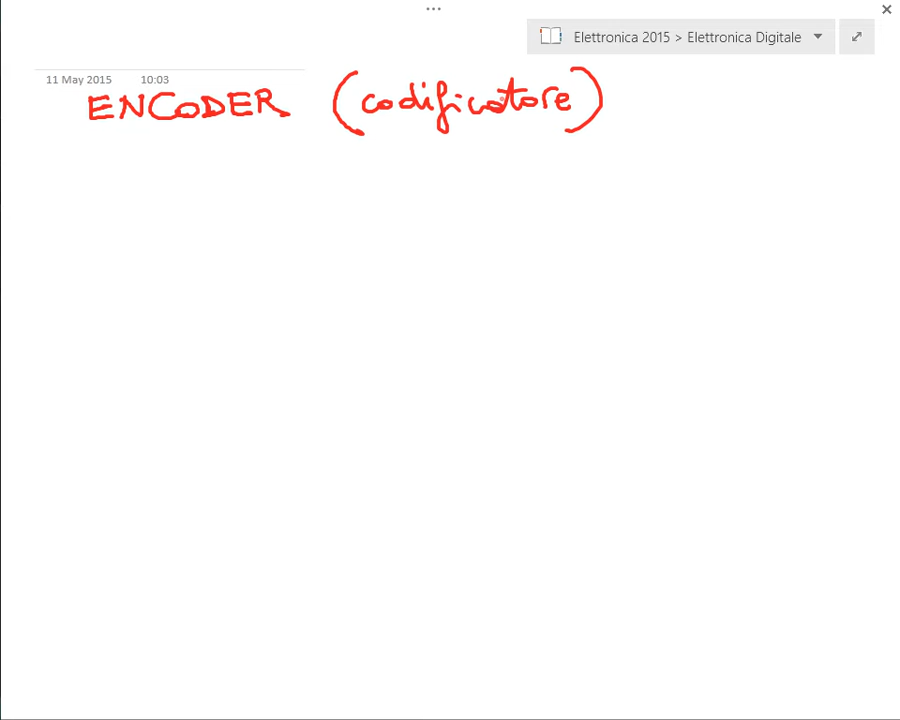 Elettronica 2015 > Elettronica Digitale
11 May 2015 10:03
ENCODER (codificatore)